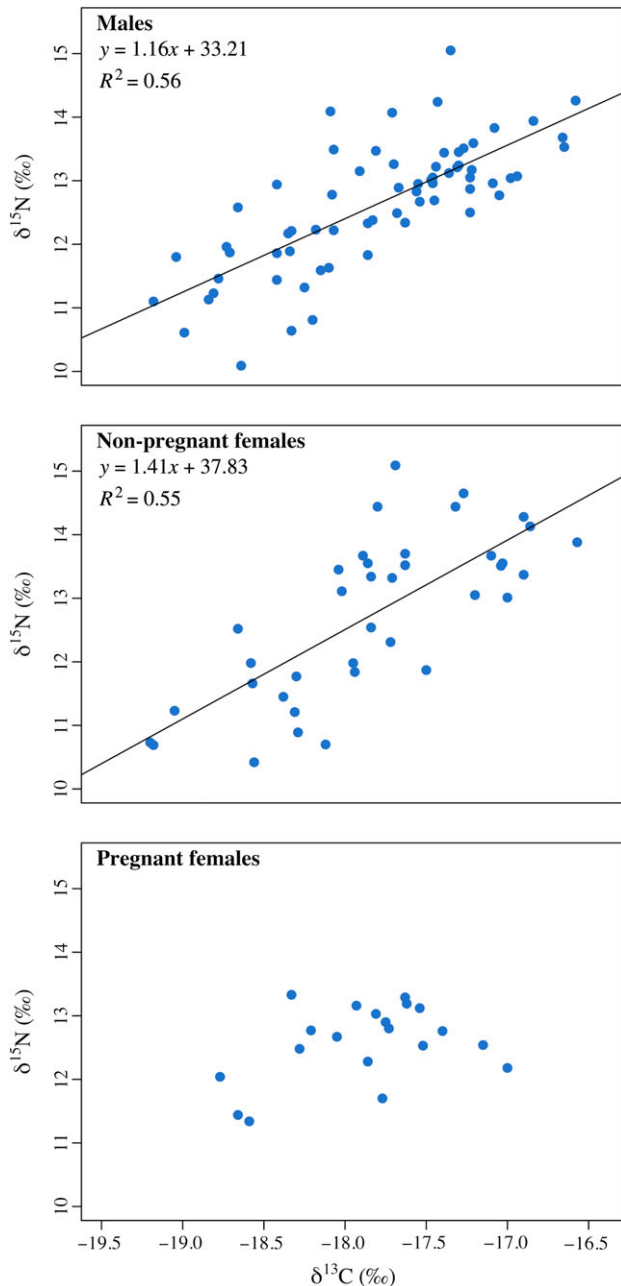 Males
y = 1.16x + 33.21
R² = 0.56
15
14
13
12
11
10
δ¹⁵N (‰)
Non-pregnant females
y = 1.41x + 37.83
R² = 0.55
15
14
13
12
11
10
δ¹⁵N (‰)
Pregnant females
15
14
13
12
11
10
δ¹⁵N (‰)
−19.5 −19.0 −18.5 −18.0 −17.5 −17.0 −16.5
δ¹³C (‰)